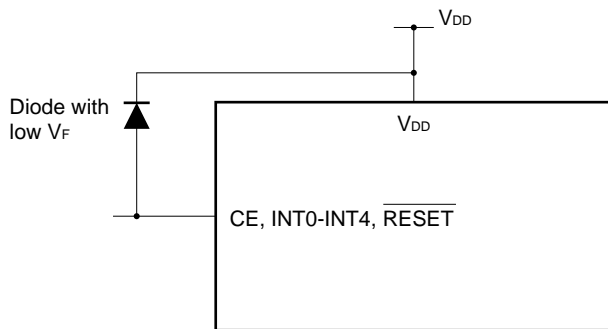 VDD
Diode with
low VF
VDD
CE, INT0-INT4, RESET